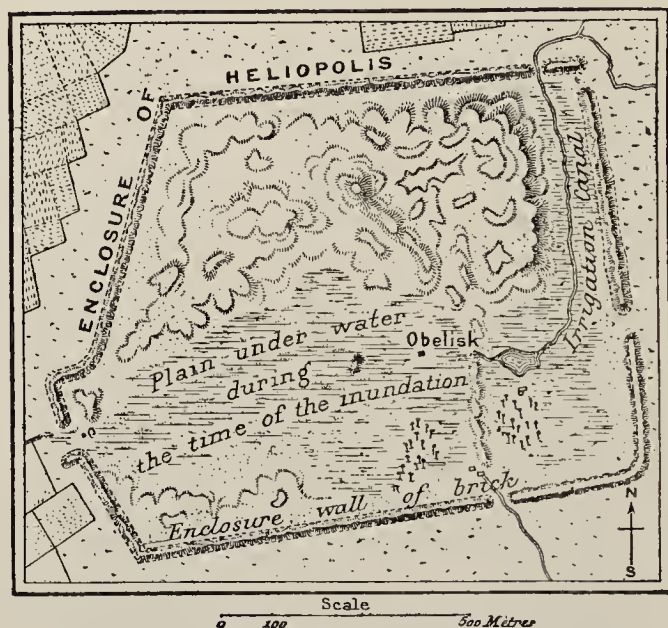 ENCLOSURE OF HELIOPOLIS
Irrigation Canal
Obelisk
Plain under water
during
the time of the inundation
Enclosure wall of brick
N
S
Scale
0 100 500 Mètres